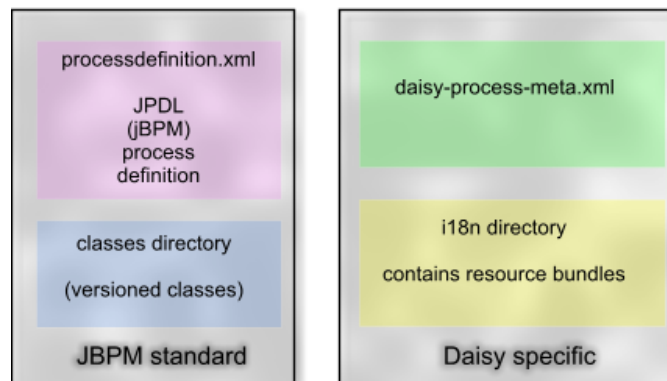 processdefinition.xml
JPDL
(jBPM)
process
definition
classes directory
(versioned classes)
JBPM standard
daisy-process-meta.xml
i18n directory
contains resource bundles
Daisy specific